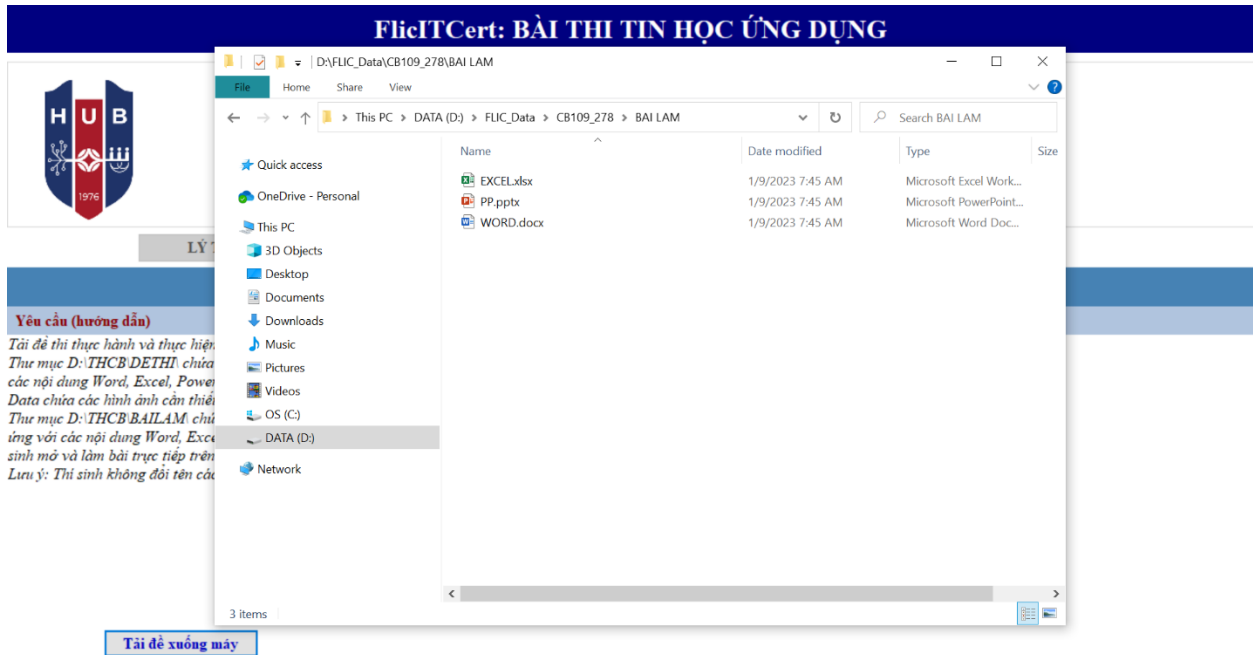 FlicITCert: BÀI THI TIN HỌC ỨNG DỤNG
HUB
1976
D:\FLIC_Data\CB109_278\BAI LAM
File Home Share View
This PC > DATA (D:) > FLIC_Data > CB109_278 > BAI LAM
Search BAI LAM
Name Date modified Type Size
EXCEL.xlsx 1/9/2023 7:45 AM Microsoft Excel Work...
PP.pptx 1/9/2023 7:45 AM Microsoft PowerPoint...
WORD.docx 1/9/2023 7:45 AM Microsoft Word Doc...
Quick access
OneDrive - Personal
This PC
3D Objects
Desktop
Documents
Downloads
Music
Pictures
Videos
OS (C:)
DATA (D:)
Network
3 items
LÝ
Yêu cầu (hướng dẫn)
Tải đề thi thực hành và thực hiện
Thư mục D:\THCB\DETHI\ chứa
các nội dung Word, Excel, Power
Data chứa các hình ảnh cần thiế
Thư mục D:\THCB\BAILAM\ chứ
ứng với các nội dung Word, Exce
sinh mở và làm bài trực tiếp trên
Lưu ý: Thí sinh không đổi tên các
Tải đề xuống máy